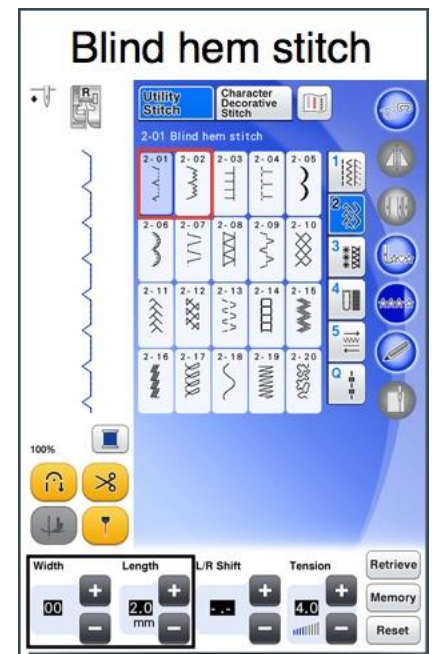 Blind hem stitch
R
Utility
Stitch
Character
Decorative
Stitch
2-01 Blind hem stitch
2-01 2-02 2-03 2-04 2-05
1
2-06 2-07 2-08 2-09 2-10
2
3
2-11 2-12 2-13 2-14 2-15
4
5
2-16 2-17 2-18 2-19 2-20
Q
100%
Width Length L/R Shift Tension Retrieve
00 + 2.0 + -.- + 4.0 + Memory
- mm - - - Reset